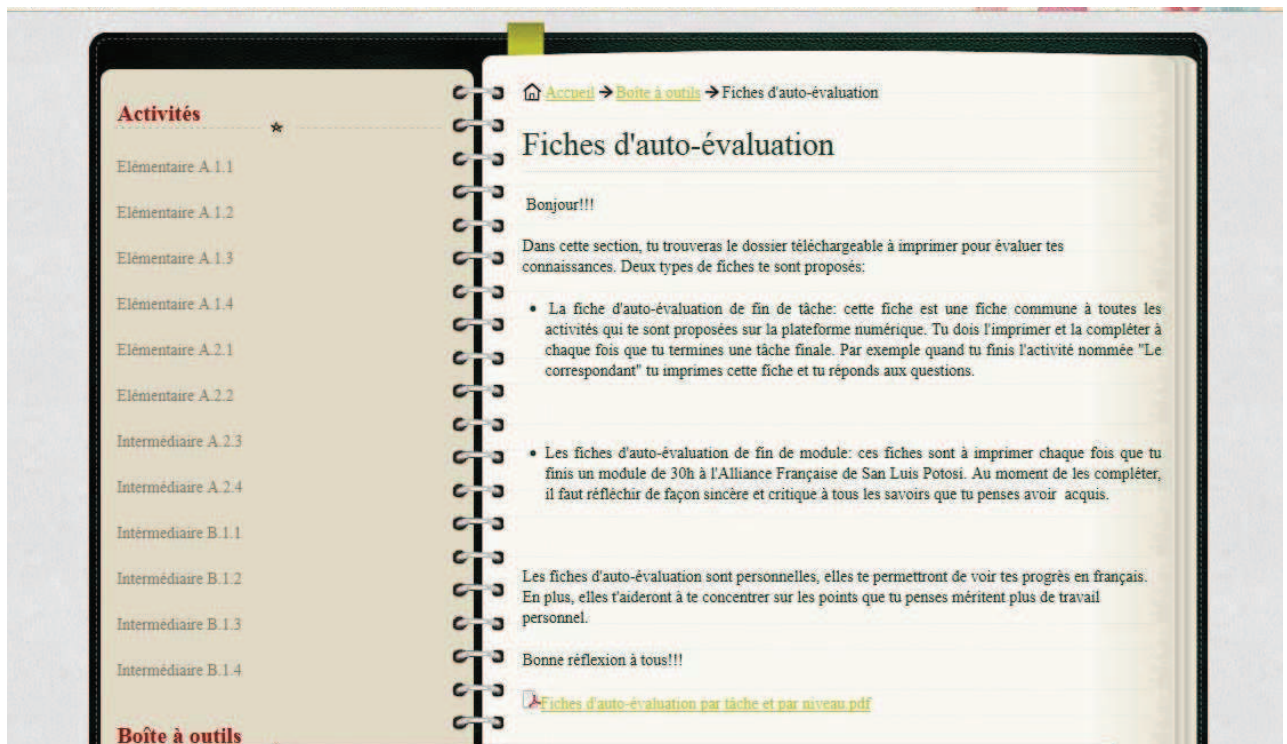 Activités
Elémentaire A.1.1
Elémentaire A.1.2
Elémentaire A.1.3
Elémentaire A.1.4
Elémentaire A.2.1
Elémentaire A.2.2
Intermédiaire A.2.3
Intermédiaire A.2.4
Intérmediaire B.1.1
Intermédiaire B.1.2
Intermédiaire B.1.3
Intermédiaire B.1.4
Boîte à outils
Accueil → Boîte à outils → Fiches d'auto-évaluation
Fiches d'auto-évaluation
Bonjour!!!
Dans cette section, tu trouveras le dossier téléchargeable à imprimer pour évaluer tes
connaissances. Deux types de fiches te sont proposés:
• La fiche d'auto-évaluation de fin de tâche: cette fiche est une fiche commune à toutes les
activités qui te sont proposées sur la plateforme numérique. Tu dois l'imprimer et la compléter à
chaque fois que tu termines une tâche finale. Par exemple quand tu finis l'activité nommée "Le
correspondant" tu imprimes cette fiche et tu réponds aux questions.
• Les fiches d'auto-évaluation de fin de module: ces fiches sont à imprimer chaque fois que tu
finis un module de 30h à l'Alliance Française de San Luis Potosi. Au moment de les compléter,
il faut réfléchir de façon sincère et critique à tous les savoirs que tu penses avoir acquis.
Les fiches d'auto-évaluation sont personnelles, elles te permettront de voir tes progrès en français.
En plus, elles t'aideront à te concentrer sur les points que tu penses méritent plus de travail
personnel.
Bonne réflexion à tous!!!
Fiches d'auto-évaluation par tâche et par niveau.pdf